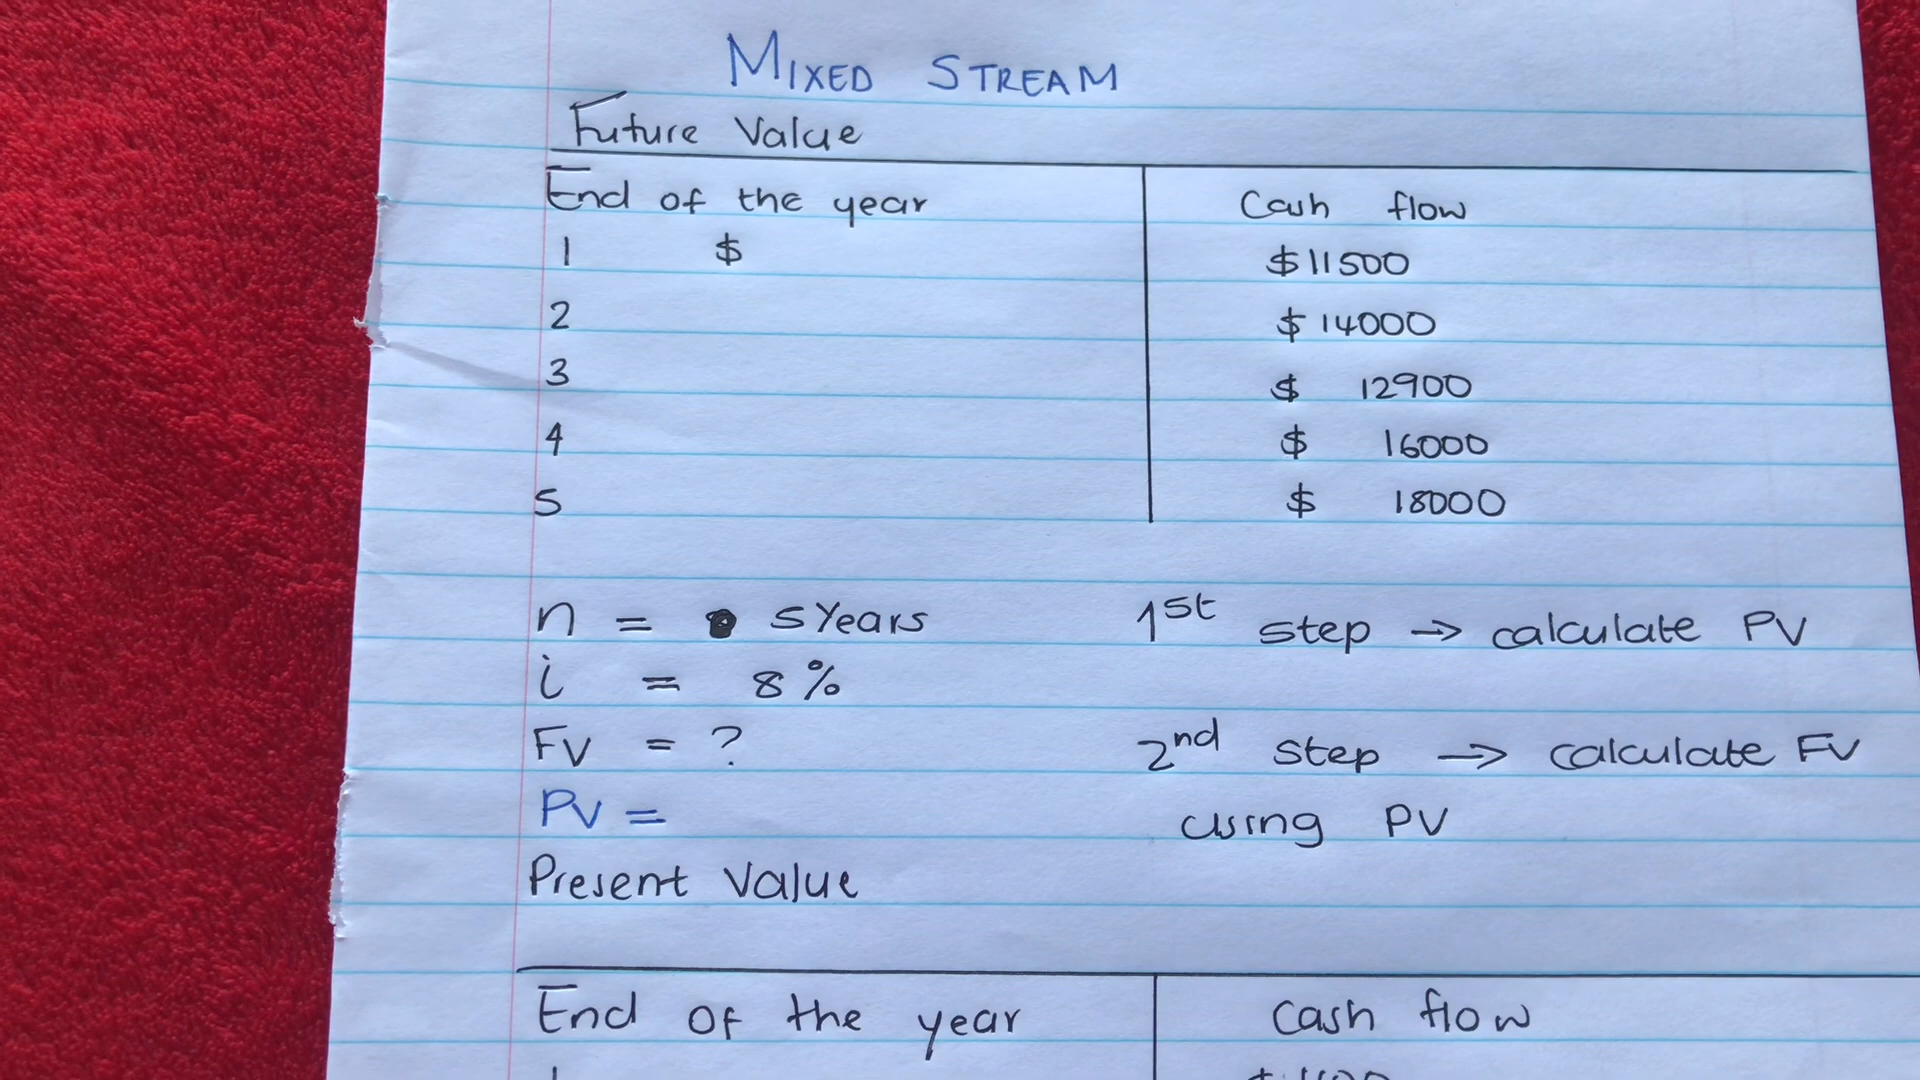 MIXED STREAM
Future Value
End of the year Cash flow
1 $ $11500
2 $ 14000
3 $ 12900
4 $ 16000
5 $ 18000
n = 5 Years 1st step → calculate PV
i = 8%
FV = ? 2nd step → calculate FV
PV = using PV
Present Value
End of the year Cash flow